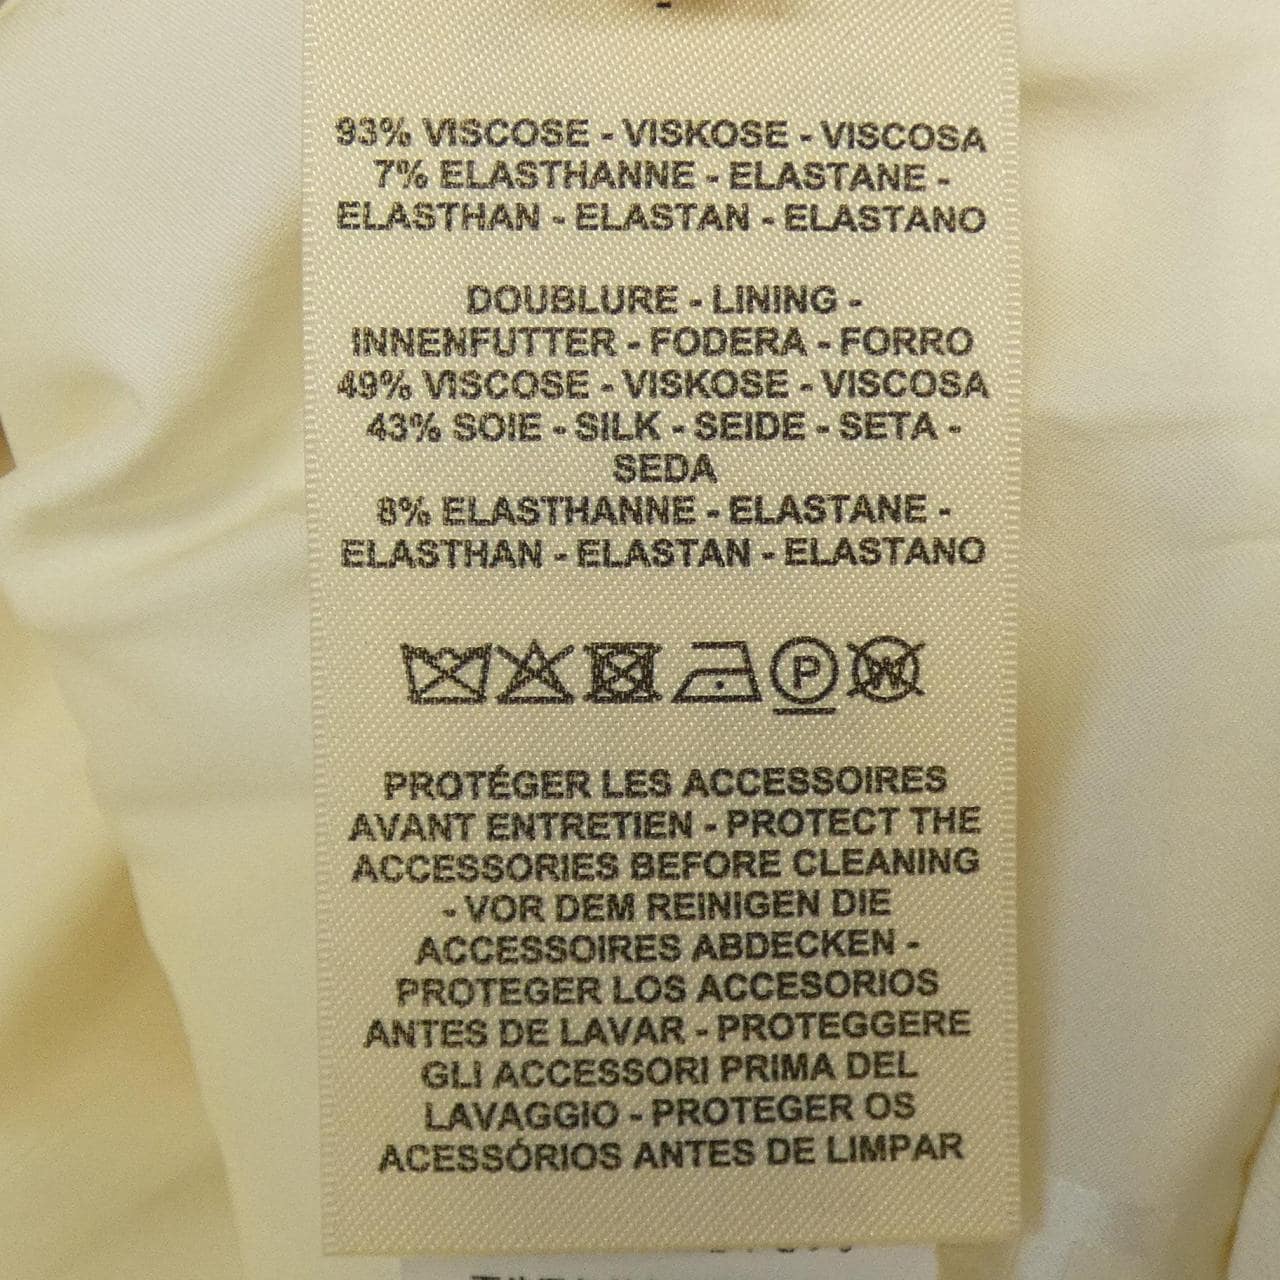 93% VISCOSE - VISKOSE - VISCOSA
7% ELASTHANNE - ELASTANE -
ELASTHAN - ELASTAN - ELASTANO
DOUBLURE - LINING -
INNENFUTTER - FODERA - FORRO
49% VISCOSE - VISKOSE - VISCOSA
43% SOIE - SILK - SEIDE - SETA -
SEDA
8% ELASTHANNE - ELASTANE -
ELASTHAN - ELASTAN - ELASTANO
P W
PROTÉGER LES ACCESSOIRES
AVANT ENTRETIEN - PROTECT THE
ACCESSORIES BEFORE CLEANING
- VOR DEM REINIGEN DIE
ACCESSOIRES ABDECKEN -
PROTEGER LOS ACCESORIOS
ANTES DE LAVAR - PROTEGGERE
GLI ACCESSORI PRIMA DEL
LAVAGGIO - PROTEGER OS
ACESSÓRIOS ANTES DE LIMPAR